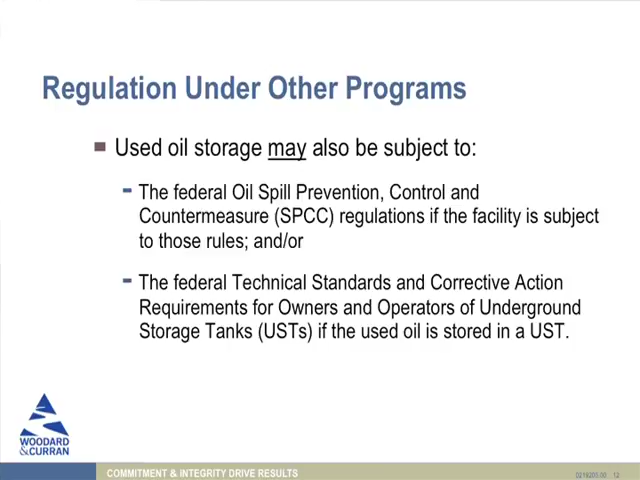 Regulation Under Other Programs
Used oil storage may also be subject to:
The federal Oil Spill Prevention, Control and
Countermeasure (SPCC) regulations if the facility is subject
to those rules; and/or
The federal Technical Standards and Corrective Action
Requirements for Owners and Operators of Underground
Storage Tanks (USTs) if the used oil is stored in a UST.
WOODARD
&CURRAN
COMMITMENT & INTEGRITY DRIVE RESULTS
12